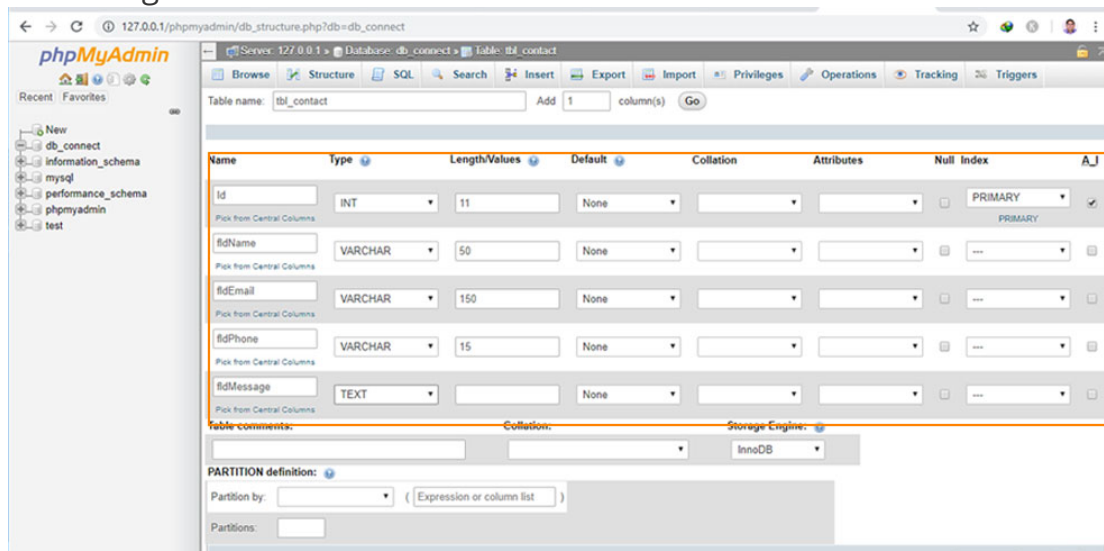 127.0.0.1/phpmyadmin/db_structure.php?db=db_connect
phpMyAdmin
Recent Favorites
New
db_connect
information_schema
mysql
performance_schema
phpmyadmin
test
Server: 127.0.0.1 » Database: db_connect » Table: tbl_contact
Browse Structure SQL Search Insert Export Import Privileges Operations Tracking Triggers
Table name: tbl_contact Add 1 column(s) Go
Name Type Length/Values Default Collation Attributes Null Index A_I
Id INT 11 None PRIMARY
Pick from Central Columns PRIMARY
fldName VARCHAR 50 None ---
Pick from Central Columns
fldEmail VARCHAR 150 None ---
Pick from Central Columns
fldPhone VARCHAR 15 None ---
Pick from Central Columns
fldMessage TEXT None ---
Pick from Central Columns
Table comments: Collation: Storage Engine:
InnoDB
PARTITION definition:
Partition by: ( Expression or column list )
Partitions: